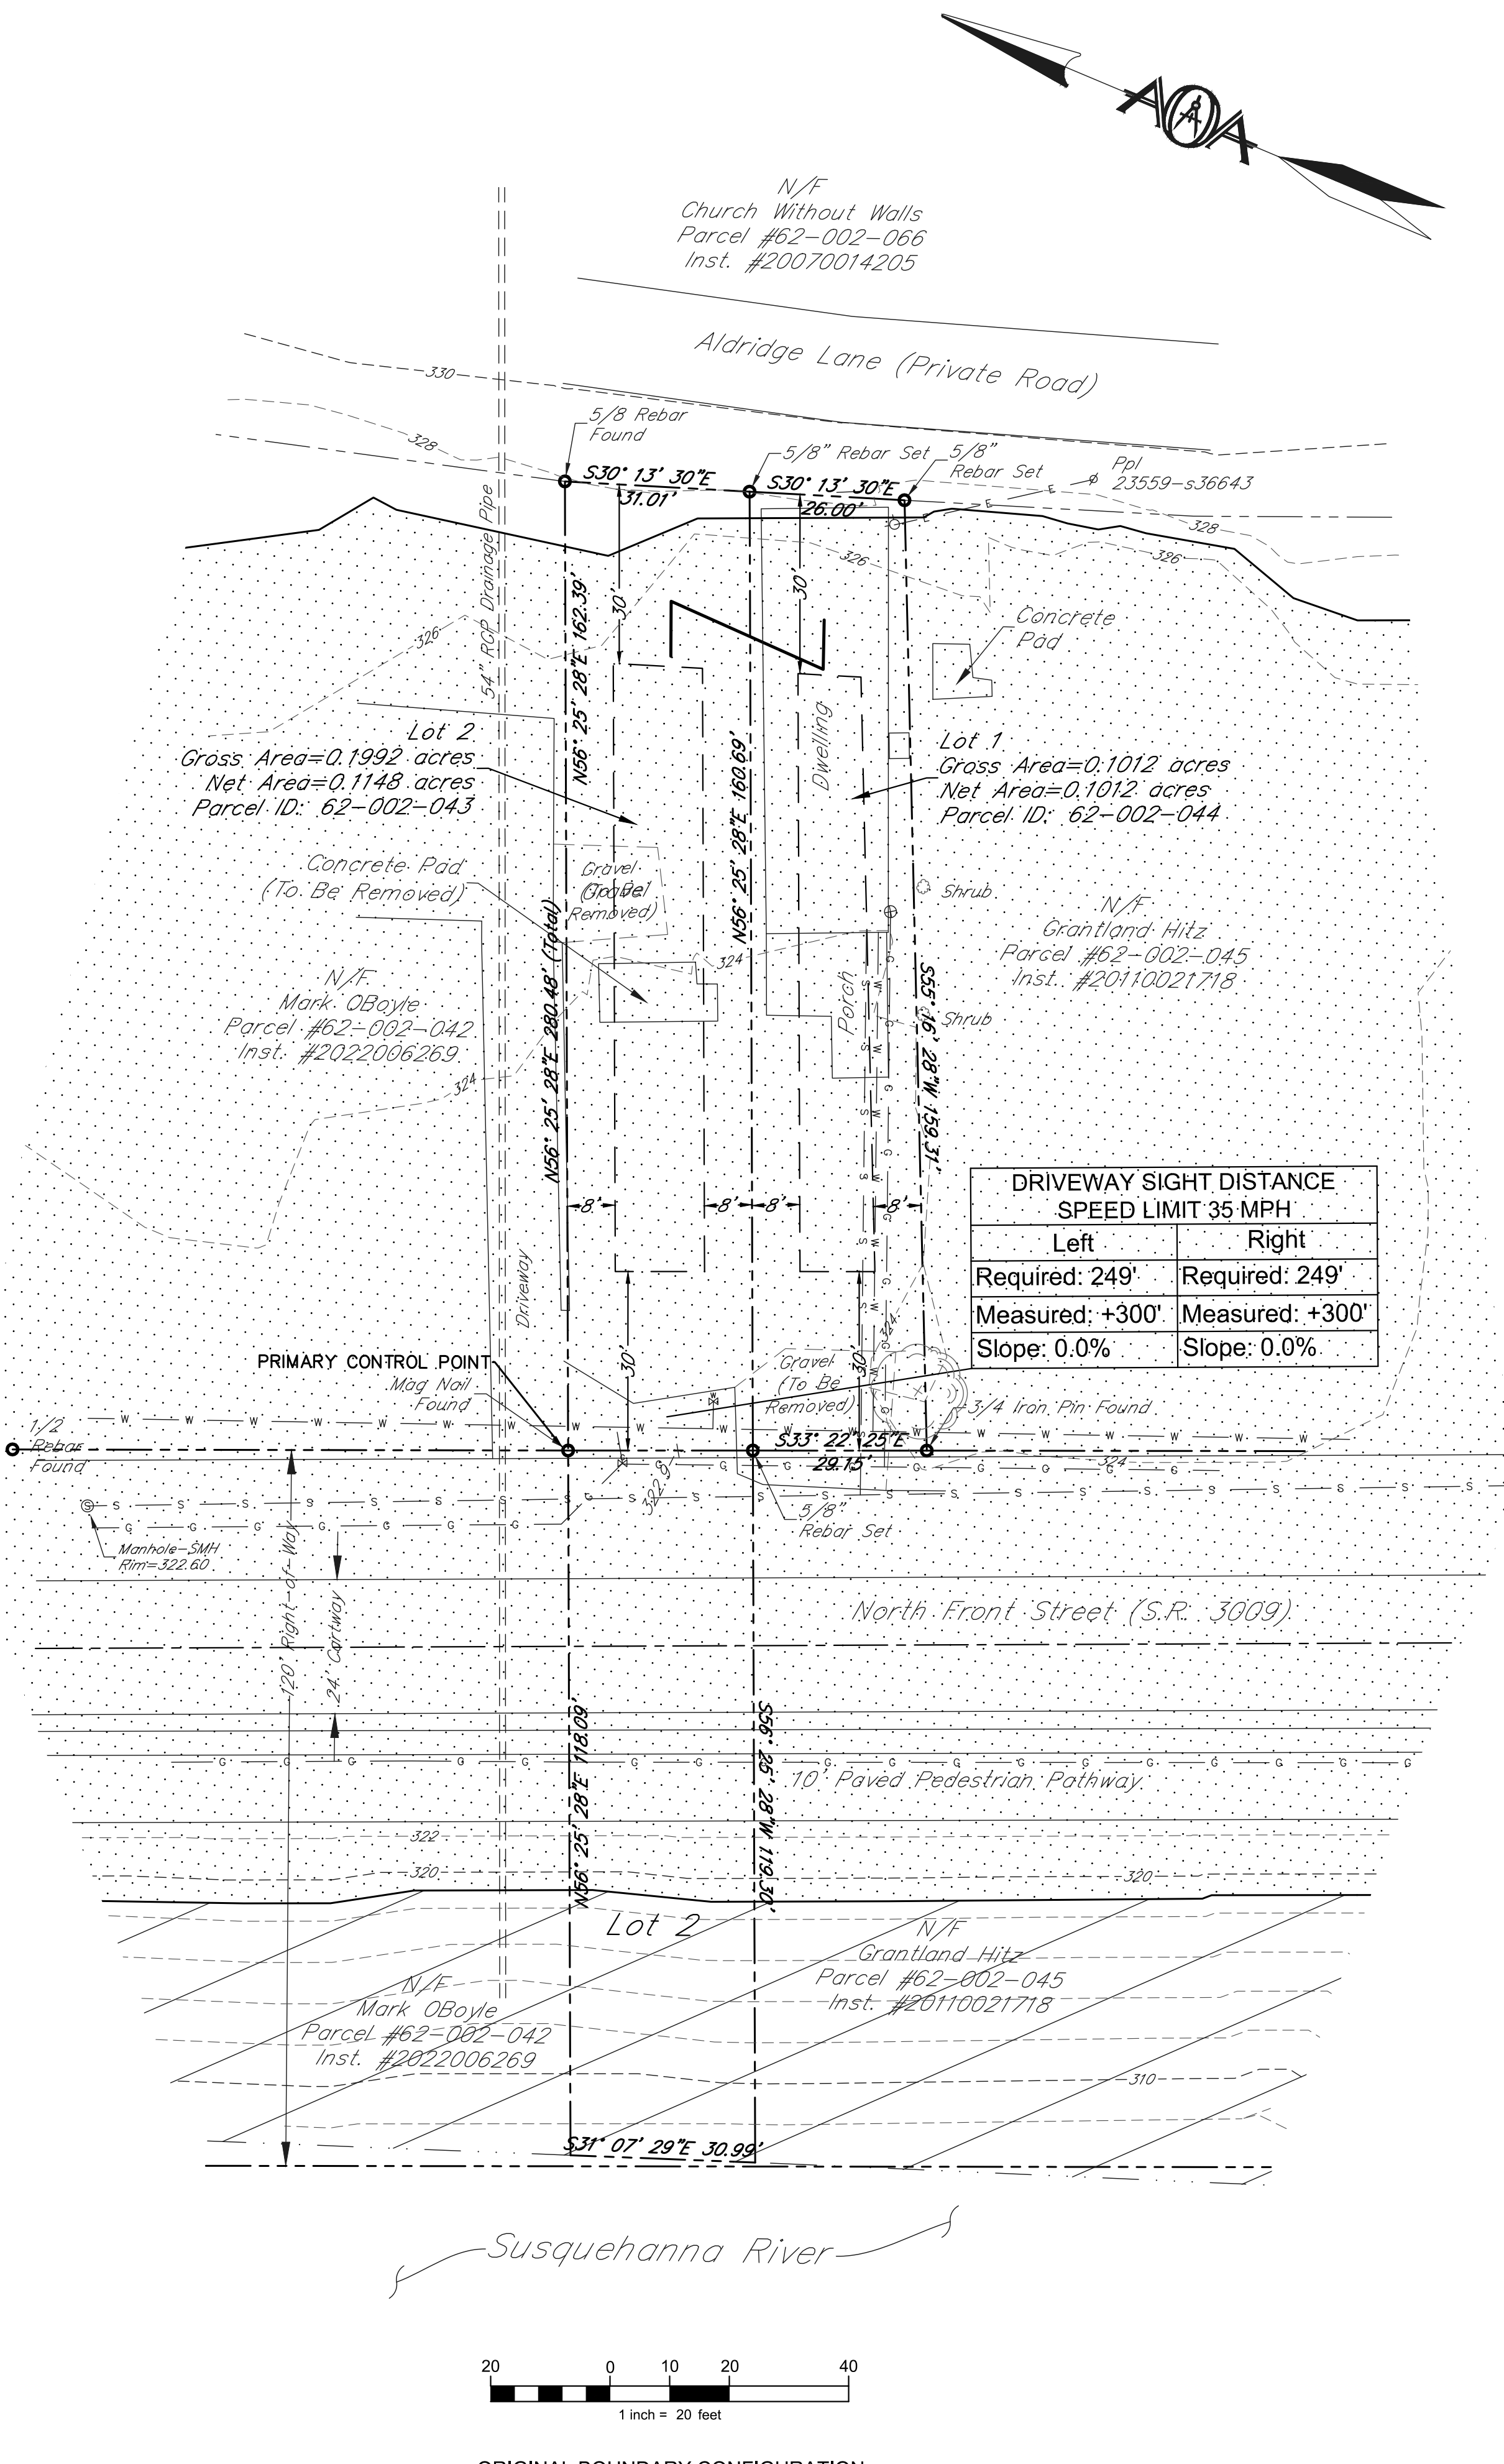 AOA
N/F
Church Without Walls
Parcel #62-002-066
Inst. #20070014205
Aldridge Lane (Private Road)
330
328
5/8 Rebar
Found
5/8" Rebar Set
5/8"
Rebar Set
Ppl
23559-s36643
S30° 13' 30"E
31.01'
S30° 13' 30"E
26.00'
E
E
328
326
326
326
54" RCP Drainage Pipe
30'
30'
Concrete
Pad
N56° 25' 28"E 162.39'
N56° 25' 28"E 160.69'
Dwelling
Lot 2
Gross Area=0.1992 acres
Net Area=0.1148 acres
Parcel ID: 62-002-043
Lot 1
Gross Area=0.1012 acres
Net Area=0.1012 acres
Parcel ID: 62-002-044
Concrete Pad
(To Be Removed)
Gravel
(To Be
Removed)
Shrub
N/F
Grantland Hitz
Parcel #62-002-045
Inst. #20110021718
324
N/F
Mark OBoyle
Parcel #62-002-042
Inst. #2022006269
324
N56° 25' 28"E 280.48' (Total)
Porch
Shrub
S55° 16' 28"W 159.31'
8'
8'
8'
8'
DRIVEWAY SIGHT DISTANCE
SPEED LIMIT 35 MPH
Left Right
Required: 249' Required: 249'
Measured: +300' Measured: +300'
Slope: 0.0% Slope: 0.0%
Driveway
324
30'
30'
PRIMARY CONTROL POINT
Mag Nail
Found
Gravel
(To Be
Removed)
3/4 Iron Pin Found
1/2
Rebar
Found
S33° 22' 25"E
29.15'
324
322.9
5/8"
Rebar Set
Manhole-SMH
Rim=322.60
120' Right-of-Way
24' Cartway
North Front Street (S.R. 3009)
N56° 25' 28"E 118.09'
S56° 25' 28"W 119.30'
10' Paved Pedestrian Pathway
322
320
320
Lot 2
N/F
Grantland Hitz
Parcel #62-002-045
Inst. #20110021718
N/F
Mark OBoyle
Parcel #62-002-042
Inst. #2022006269
310
S31° 07' 29"E 30.99'
Susquehanna River
20 0 10 20 40
1 inch = 20 feet
ORIGINAL BOUNDARY CONFIGURATION